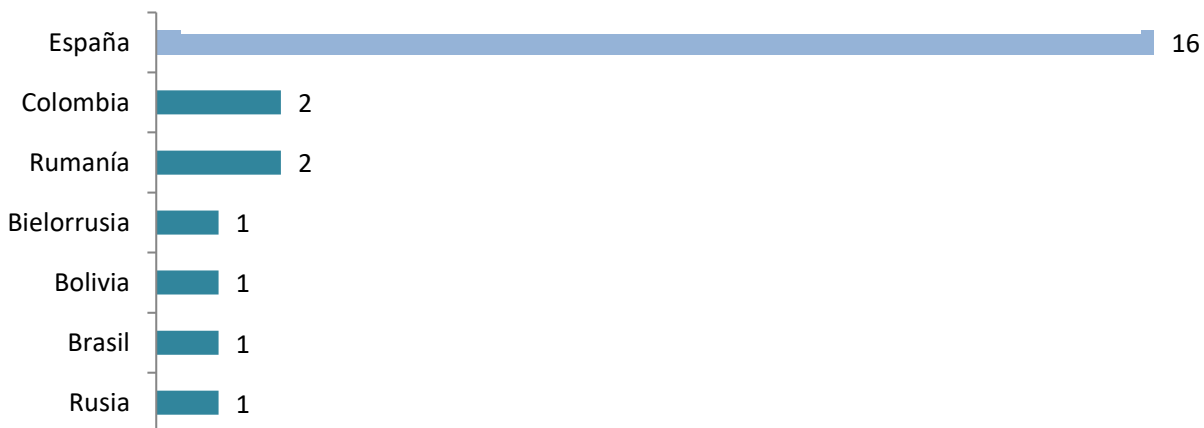 España 16
Colombia 2
Rumanía 2
Bielorrusia 1
Bolivia 1
Brasil 1
Rusia 1